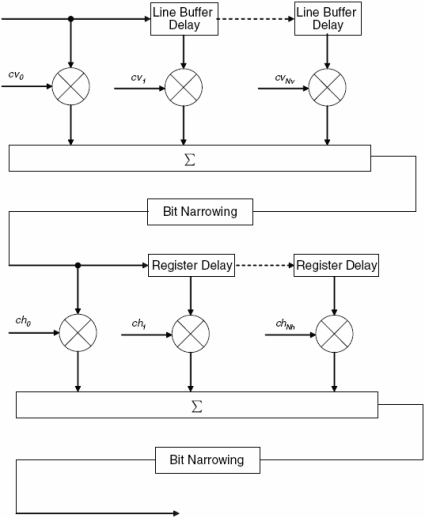 Line Buffer
Delay
Line Buffer
Delay
cv0
cv1
cvNv
Σ
Bit Narrowing
Register Delay
Register Delay
ch0
ch1
chNh
Σ
Bit Narrowing